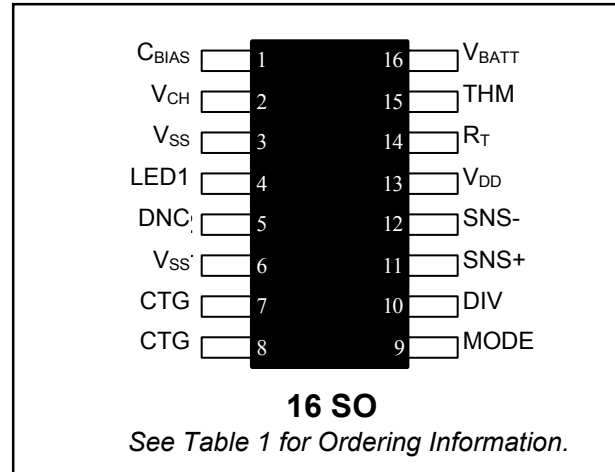 CBIAS 1 16 VBATT
VCH 2 15 THM
VSS 3 14 RT
LED1 4 13 VDD
DNC 5 12 SNS-
VSS 6 11 SNS+
CTG 7 10 DIV
CTG 8 9 MODE
16 SO
See Table 1 for Ordering Information.